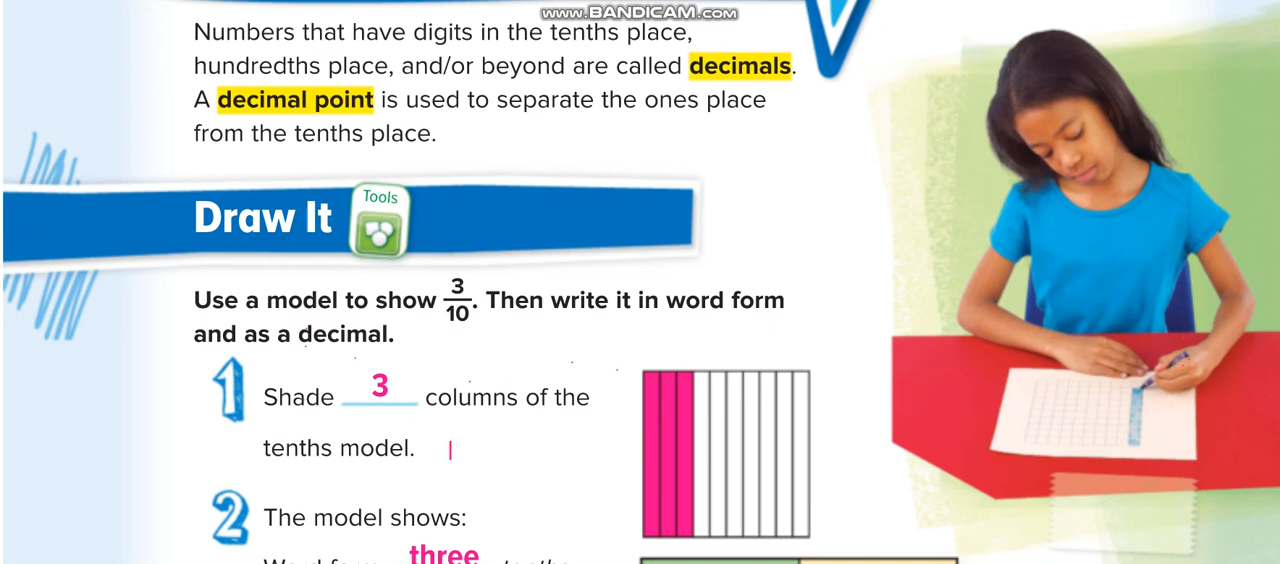 www.BANDICAM.com
Numbers that have digits in the tenths place,
hundredths place, and/or beyond are called decimals.
A decimal point is used to separate the ones place
from the tenths place.
Draw It
Tools
Use a model to show 3/10. Then write it in word form
and as a decimal.
1 Shade 3 columns of the
tenths model.
2 The model shows:
three